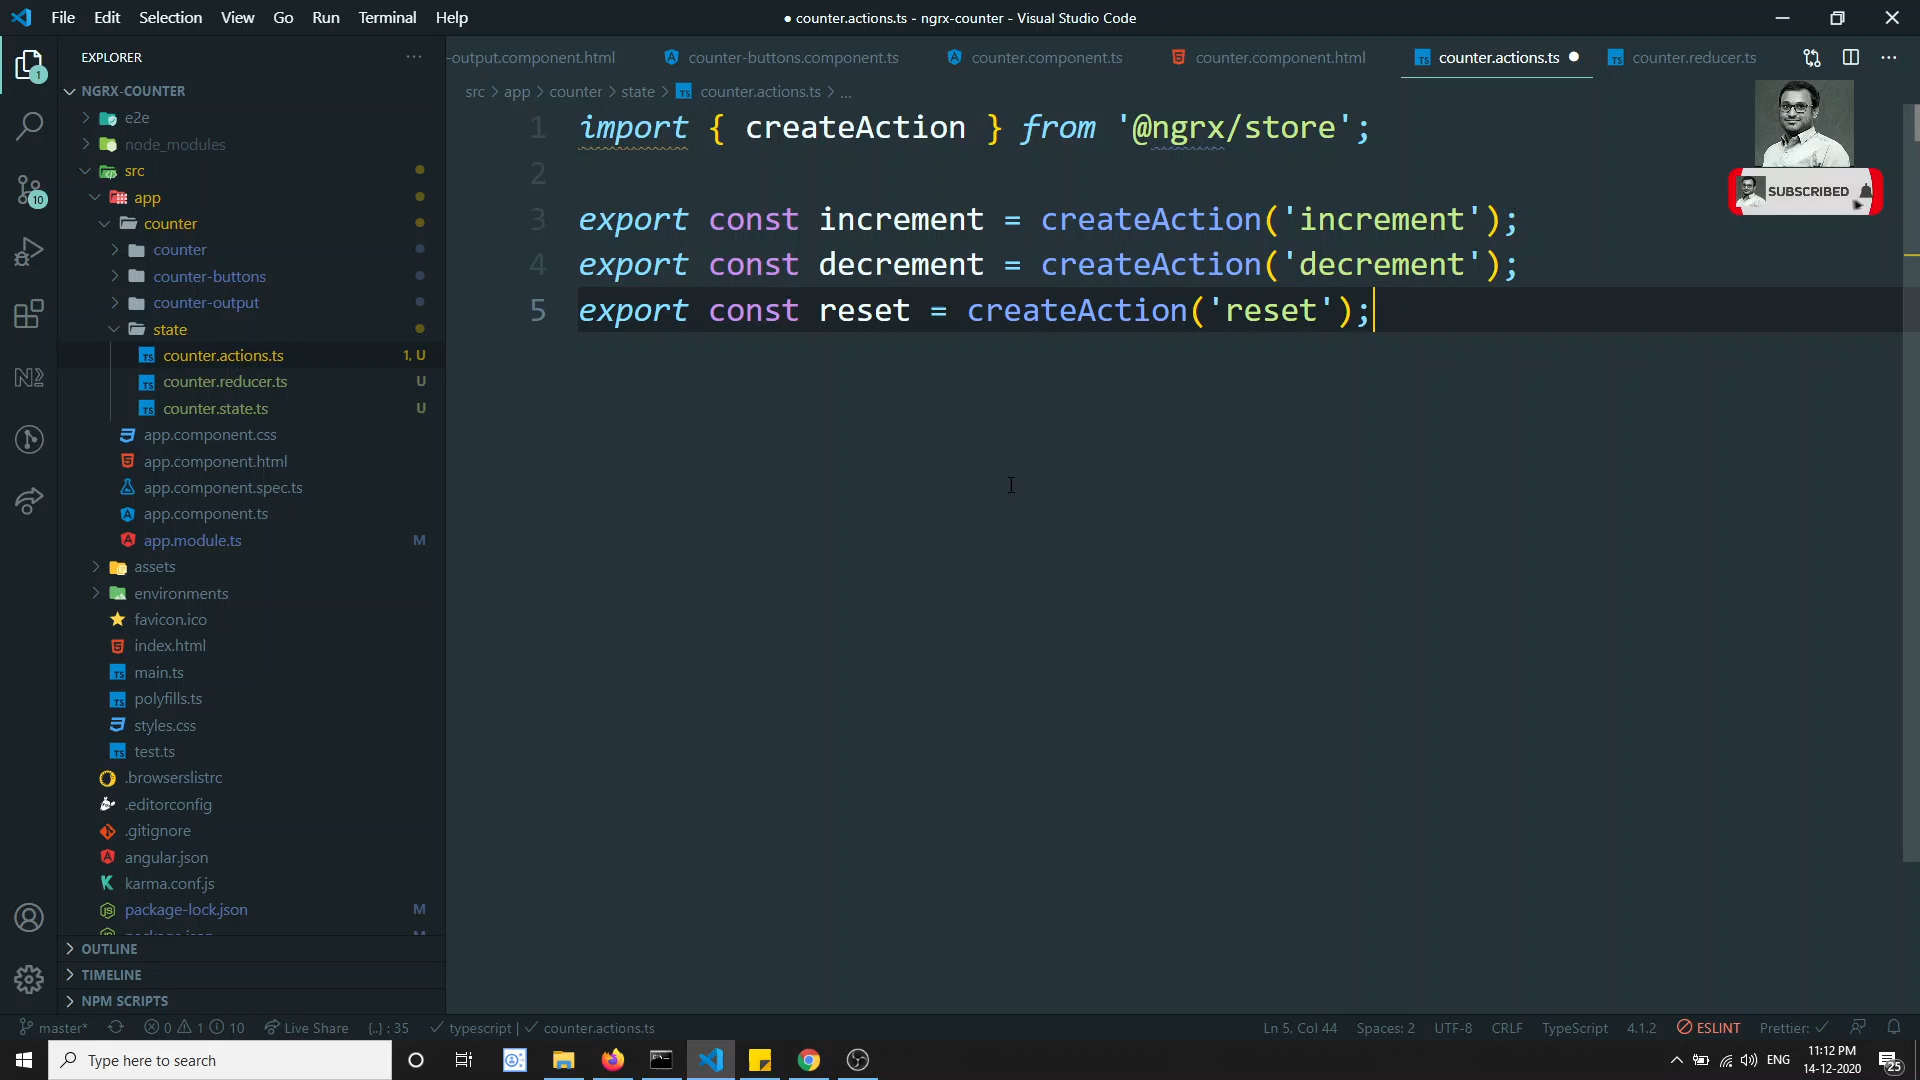 File Edit Selection View Go Run Terminal Help
● counter.actions.ts - ngrx-counter - Visual Studio Code
EXPLORER
-output.component.html counter-buttons.component.ts counter.component.ts counter.component.html counter.actions.ts counter.reducer.ts
src > app > counter > state > counter.actions.ts > ...
NGRX-COUNTER
e2e
node_modules
src
app
counter
counter
counter-buttons
counter-output
state
counter.actions.ts 1, U
counter.reducer.ts U
counter.state.ts U
app.component.css
app.component.html
app.component.spec.ts
app.component.ts
app.module.ts M
assets
environments
favicon.ico
index.html
main.ts
polyfills.ts
styles.css
test.ts
.browserslistrc
.editorconfig
.gitignore
angular.json
karma.conf.js
package-lock.json M
OUTLINE
TIMELINE
NPM SCRIPTS
1 import { createAction } from '@ngrx/store';
2
3 export const increment = createAction('increment');
4 export const decrement = createAction('decrement');
5 export const reset = createAction('reset');
SUBSCRIBED
1
10
master* 0 1 10 Live Share {..} : 35 typescript | counter.actions.ts
Ln 5, Col 44 Spaces: 2 UTF-8 CRLF TypeScript 4.1.2 ESLINT Prettier:
Type here to search
ENG 11:12 PM
14-12-2020
25